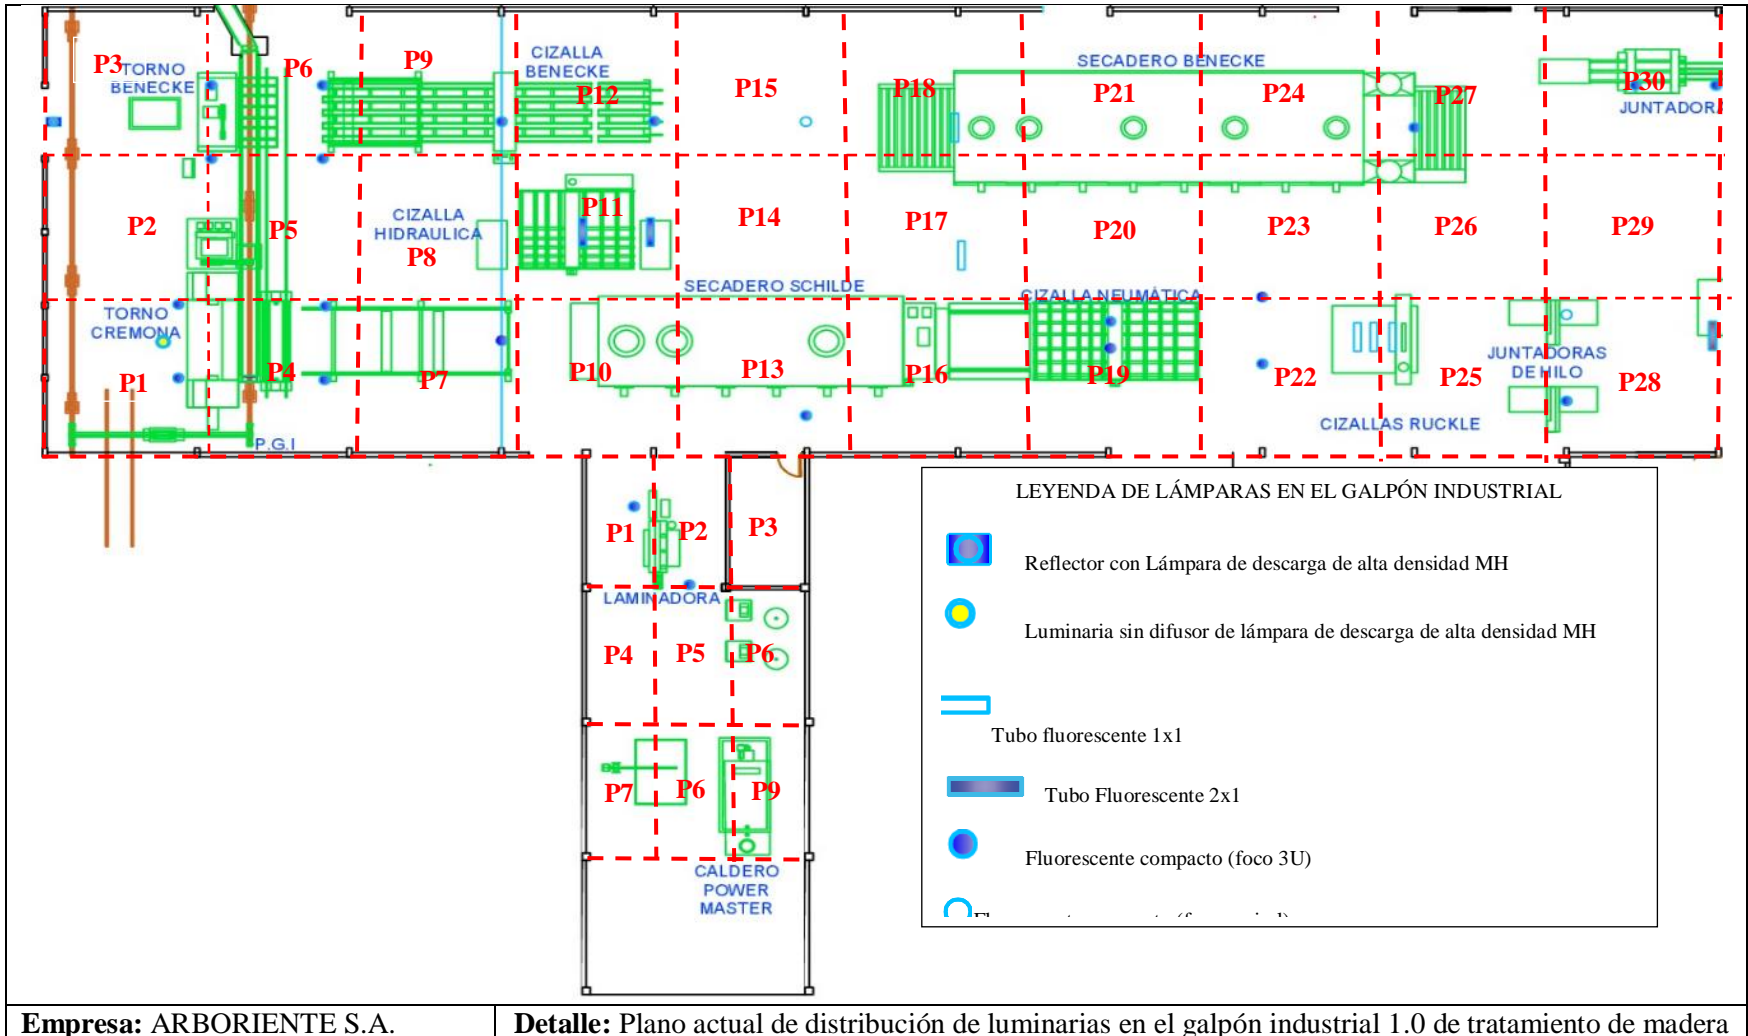 P3
TORNO
BENECKE
P6
P9
CIZALLA
BENECKE
P12
P15
P18
SECADERO BENECKE
P21
P24
P27
P30
JUNTADOR
P2
P5
CIZALLA
HIDRAULICA
P8
P11
P14
P17
P20
P23
P26
P29
SECADERO SCHILDE
CIZALLA NEUMÁTICA
TORNO
CREMONA
P1
P4
P7
P10
P13
P16
P19
P22
P25
JUNTADORAS
DE HILO
P28
CIZALLAS RUCKLE
P.G.I
P1
P2
P3
LAMINADORA
P4
P5
P6
P7
P6
P9
CALDERO
POWER
MASTER
LEYENDA DE LÁMPARAS EN EL GALPÓN INDUSTRIAL
Reflector con Lámpara de descarga de alta densidad MH
Luminaria sin difusor de lámpara de descarga de alta densidad MH
Tubo fluorescente 1x1
Tubo Fluorescente 2x1
Fluorescente compacto (foco 3U)
Empresa: ARBORIENTE S.A.
Detalle: Plano actual de distribución de luminarias en el galpón industrial 1.0 de tratamiento de madera